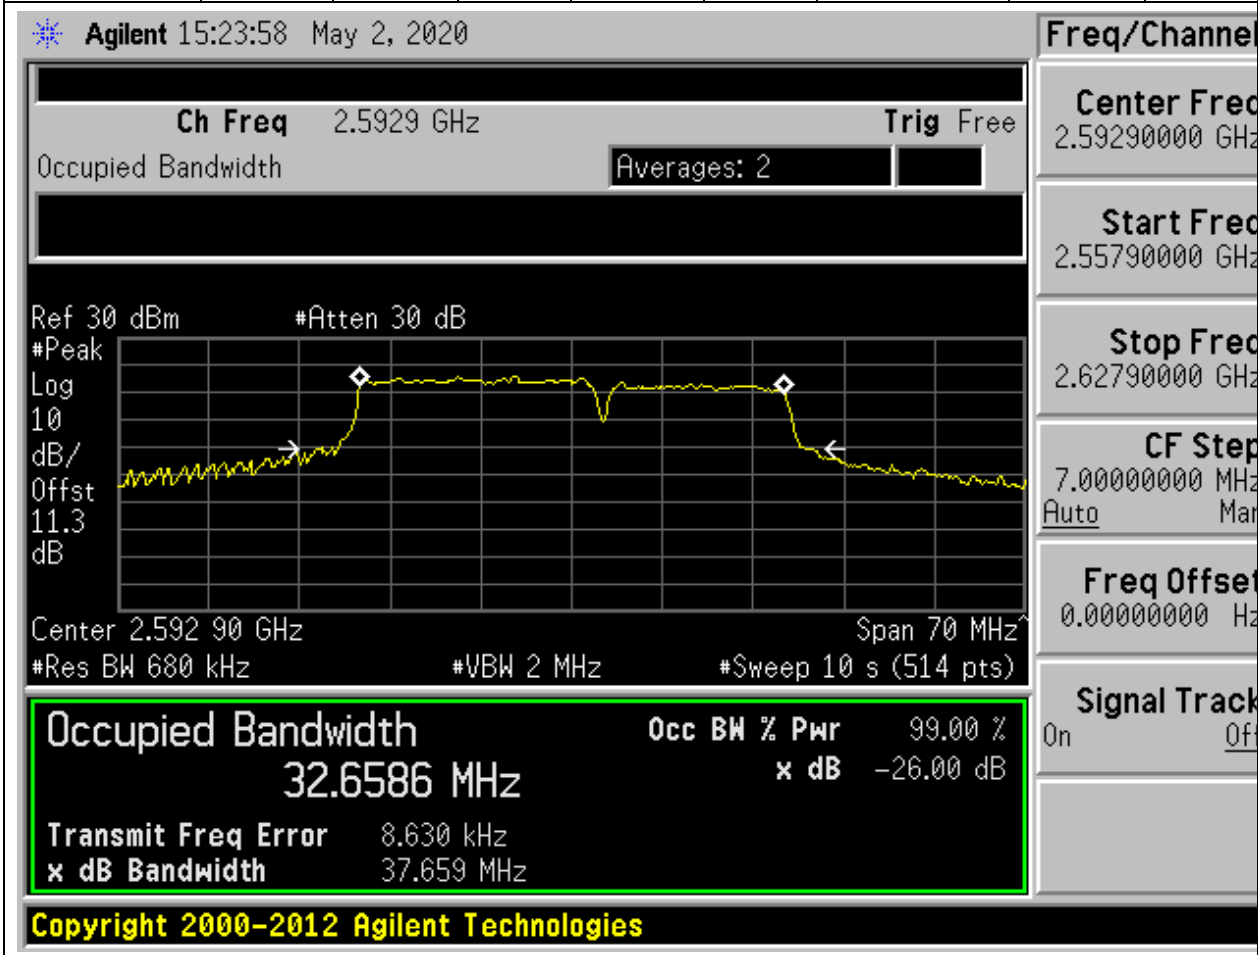 Agilent 15:23:58 May 2, 2020
Freq/Channel
Ch Freq 2.5929 GHz Trig Free
Occupied Bandwidth Averages: 2
Center Freq
2.59290000 GHz
Start Freq
2.55790000 GHz
Stop Freq
2.62790000 GHz
CF Step
7.00000000 MHz
Auto Man
Freq Offset
0.00000000 Hz
Signal Track
On Off
Ref 30 dBm #Atten 30 dB
#Peak
Log
10
dB/
Offst
11.3
dB
Center 2.592 90 GHz Span 70 MHz^
#Res BW 680 kHz #VBW 2 MHz #Sweep 10 s (514 pts)
Occupied Bandwidth Occ BW % Pwr 99.00 %
32.6586 MHz x dB -26.00 dB
Transmit Freq Error 8.630 kHz
x dB Bandwidth 37.659 MHz
Copyright 2000-2012 Agilent Technologies